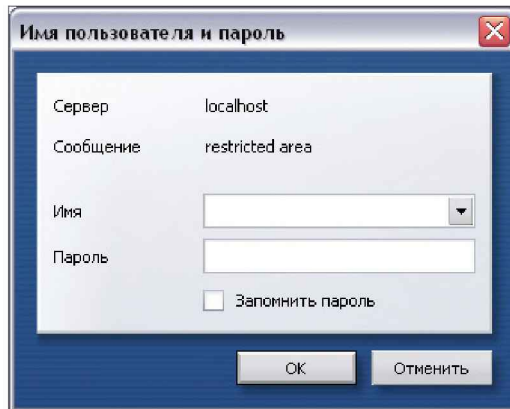 Имя пользователя и пароль
Сервер localhost
Сообщение restricted area
Имя
Пароль
Запомнить пароль
OK Отменить